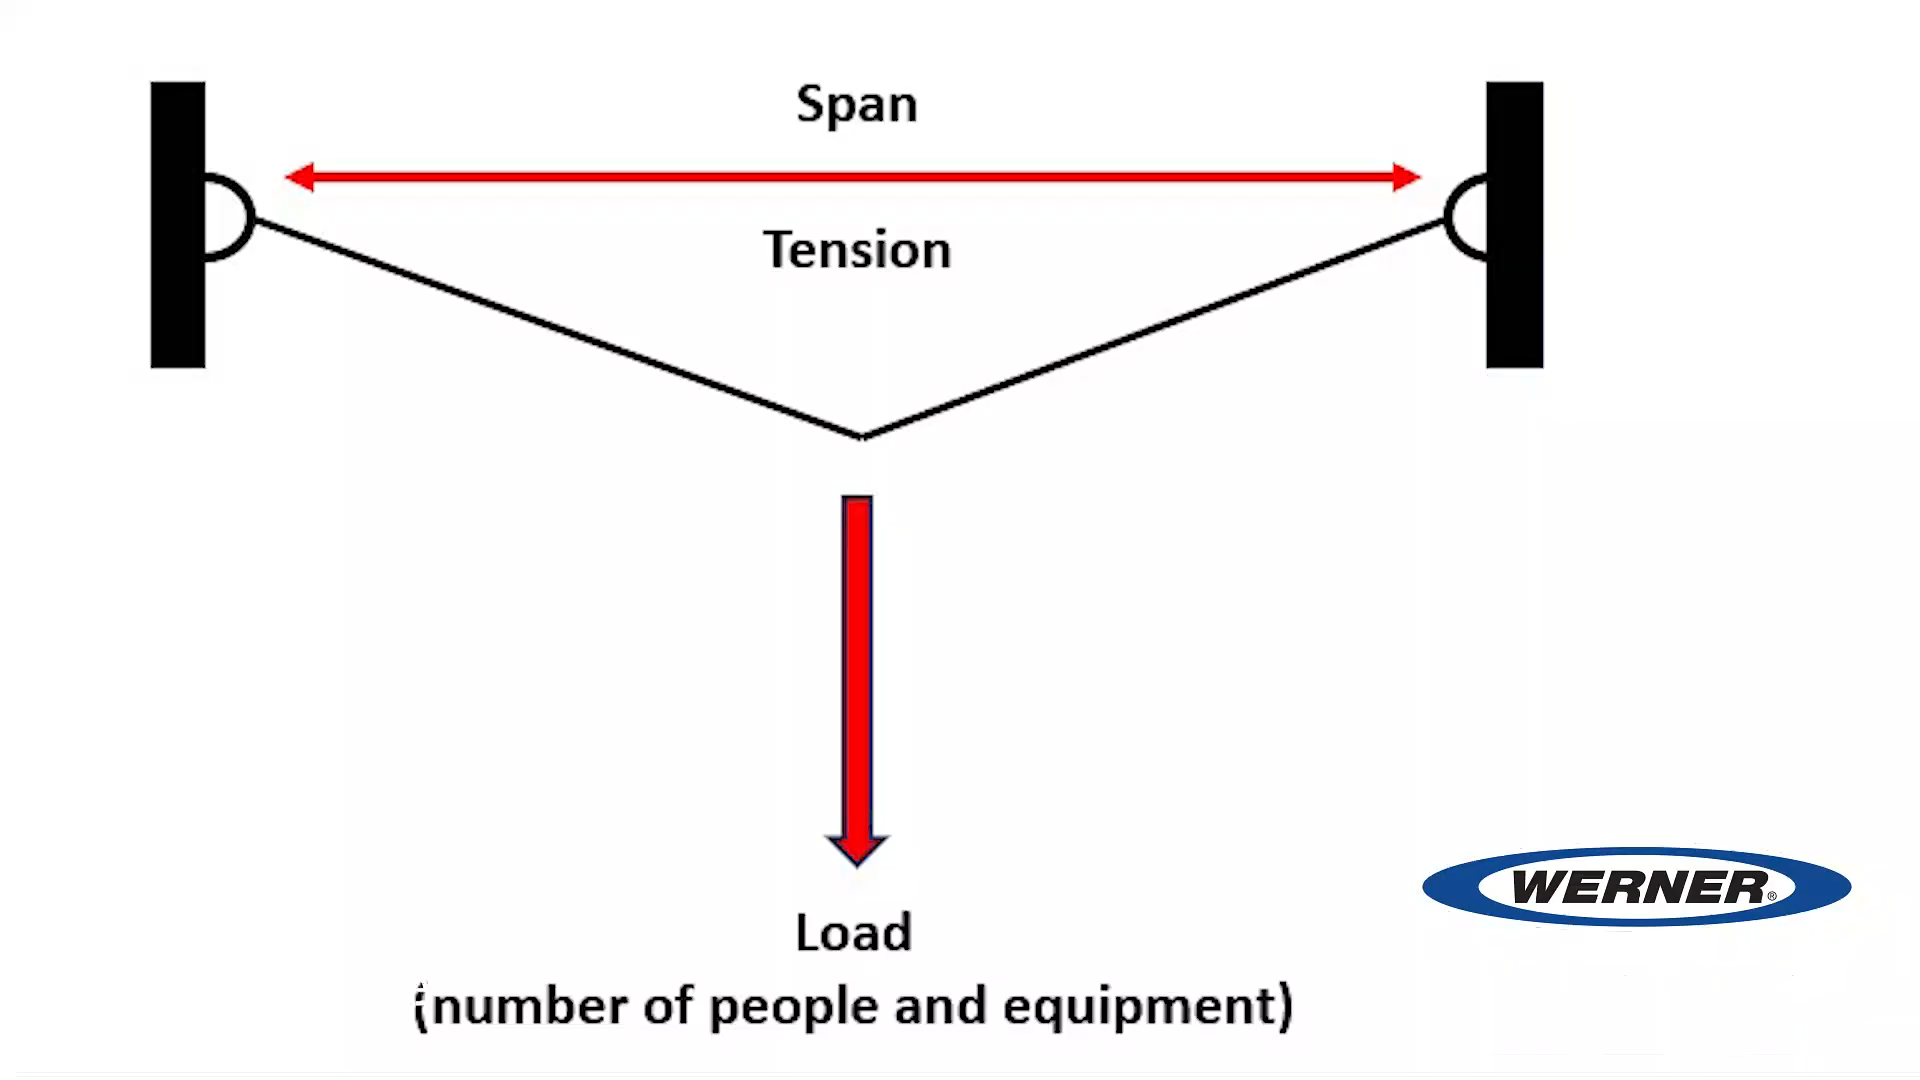 Span
Tension
Load
(number of people and equipment)
WERNER®